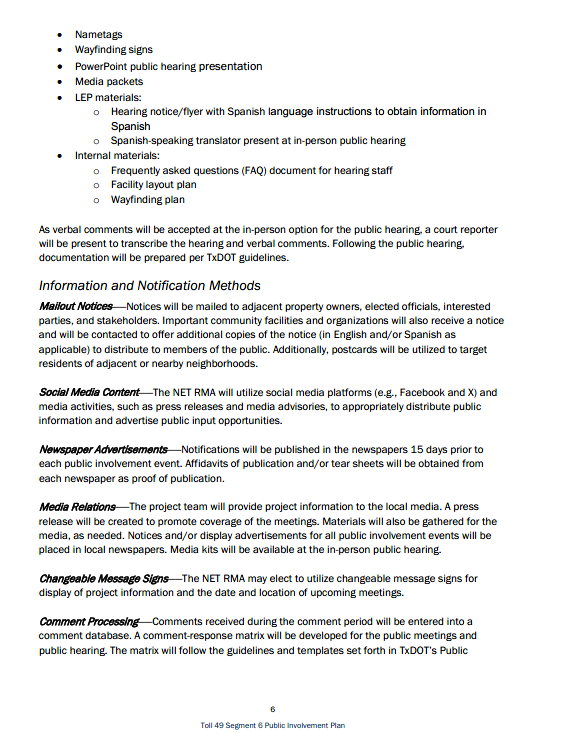 • Nametags
• Wayfinding signs
• PowerPoint public hearing presentation
• Media packets
• LEP materials:
o Hearing notice/flyer with Spanish language instructions to obtain information in
Spanish
o Spanish-speaking translator present at in-person public hearing
• Internal materials:
o Frequently asked questions (FAQ) document for hearing staff
o Facility layout plan
o Wayfinding plan
As verbal comments will be accepted at the in-person option for the public hearing, a court reporter
will be present to transcribe the hearing and verbal comments. Following the public hearing,
documentation will be prepared per TxDOT guidelines.
Information and Notification Methods
Mailout Notices—Notices will be mailed to adjacent property owners, elected officials, interested
parties, and stakeholders. Important community facilities and organizations will also receive a notice
and will be contacted to offer additional copies of the notice (in English and/or Spanish as
applicable) to distribute to members of the public. Additionally, postcards will be utilized to target
residents of adjacent or nearby neighborhoods.
Social Media Content—The NET RMA will utilize social media platforms (e.g., Facebook and X) and
media activities, such as press releases and media advisories, to appropriately distribute public
information and advertise public input opportunities.
Newspaper Advertisements—Notifications will be published in the newspapers 15 days prior to
each public involvement event. Affidavits of publication and/or tear sheets will be obtained from
each newspaper as proof of publication.
Media Relations—The project team will provide project information to the local media. A press
release will be created to promote coverage of the meetings. Materials will also be gathered for the
media, as needed. Notices and/or display advertisements for all public involvement events will be
placed in local newspapers. Media kits will be available at the in-person public hearing.
Changeable Message Signs—The NET RMA may elect to utilize changeable message signs for
display of project information and the date and location of upcoming meetings.
Comment Processing—Comments received during the comment period will be entered into a
comment database. A comment-response matrix will be developed for the public meetings and
public hearing. The matrix will follow the guidelines and templates set forth in TxDOT's Public
6
Toll 49 Segment 6 Public Involvement Plan